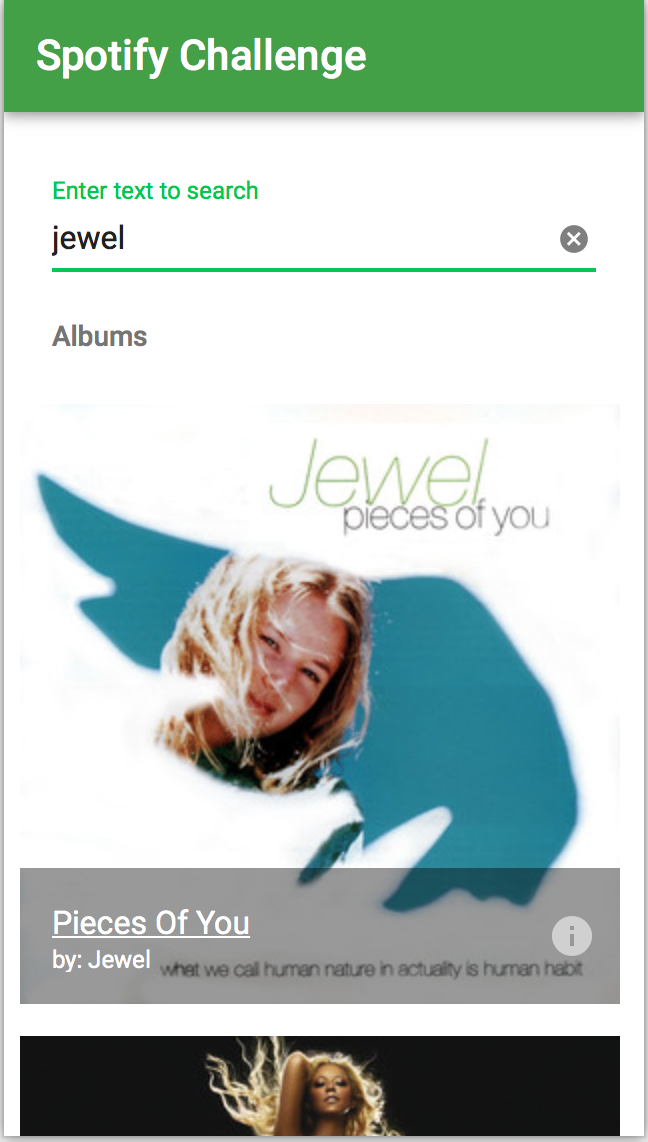 Spotify Challenge
Enter text to search
jewel
Albums
Jewel
pieces of you
Pieces Of You
by: Jewel
what we call human nature in actuality is human habit